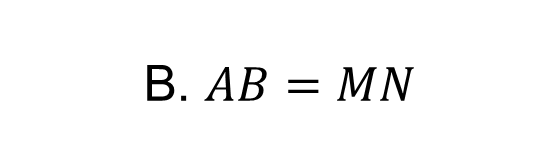 B. AB = MN